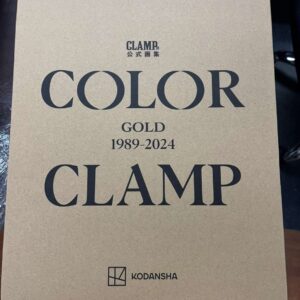 CLAMP
公式画集
COLOR
GOLD
1989-2024
CLAMP
KODANSHA